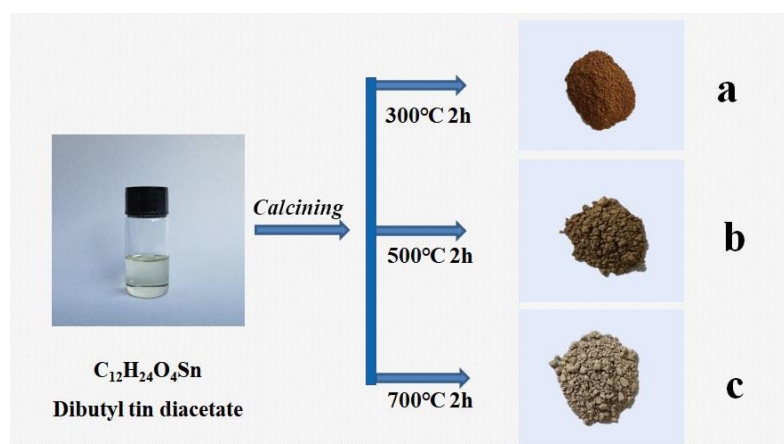 300°C 2h
a
Calcining
500°C 2h
b
C₁₂H₂₄O₄Sn
Dibutyl tin diacetate
700°C 2h
c